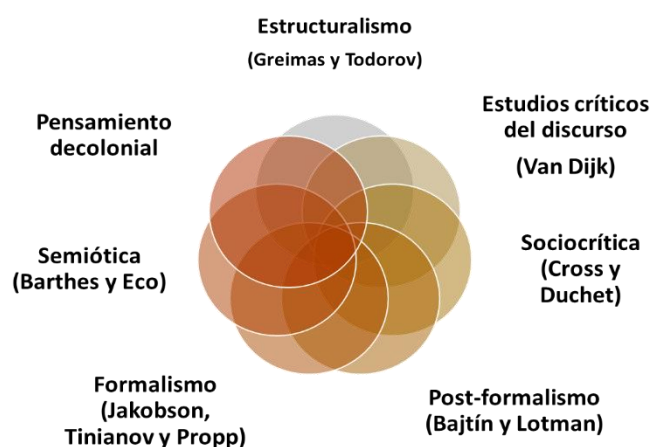 Estructuralismo
(Greimas y Todorov)
Estudios críticos
del discurso
(Van Dijk)
Sociocrítica
(Cross y
Duchet)
Post-formalismo
(Bajtín y Lotman)
Formalismo
(Jakobson,
Tinianov y Propp)
Semiótica
(Barthes y Eco)
Pensamiento
decolonial